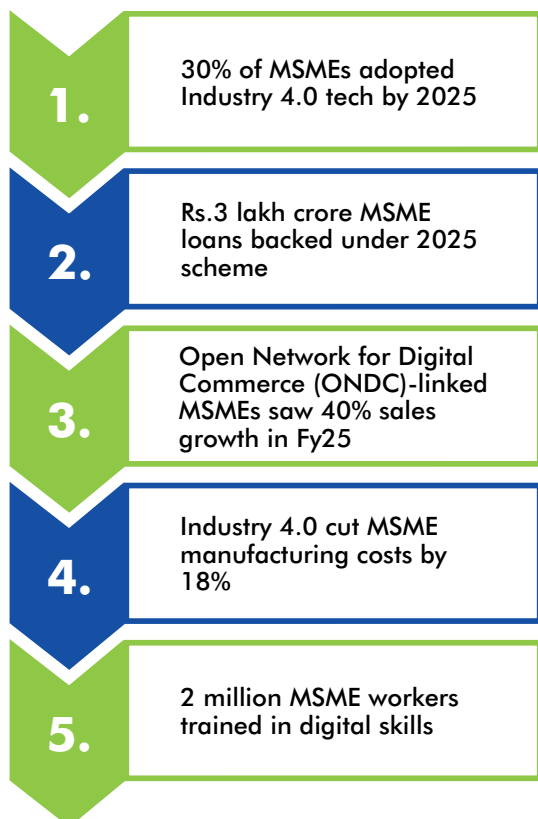 1.
30% of MSMEs adopted
Industry 4.0 tech by 2025
2.
Rs.3 lakh crore MSME
loans backed under 2025
scheme
3.
Open Network for Digital
Commerce (ONDC)-linked
MSMEs saw 40% sales
growth in Fy25
4.
Industry 4.0 cut MSME
manufacturing costs by
18%
5.
2 million MSME workers
trained in digital skills